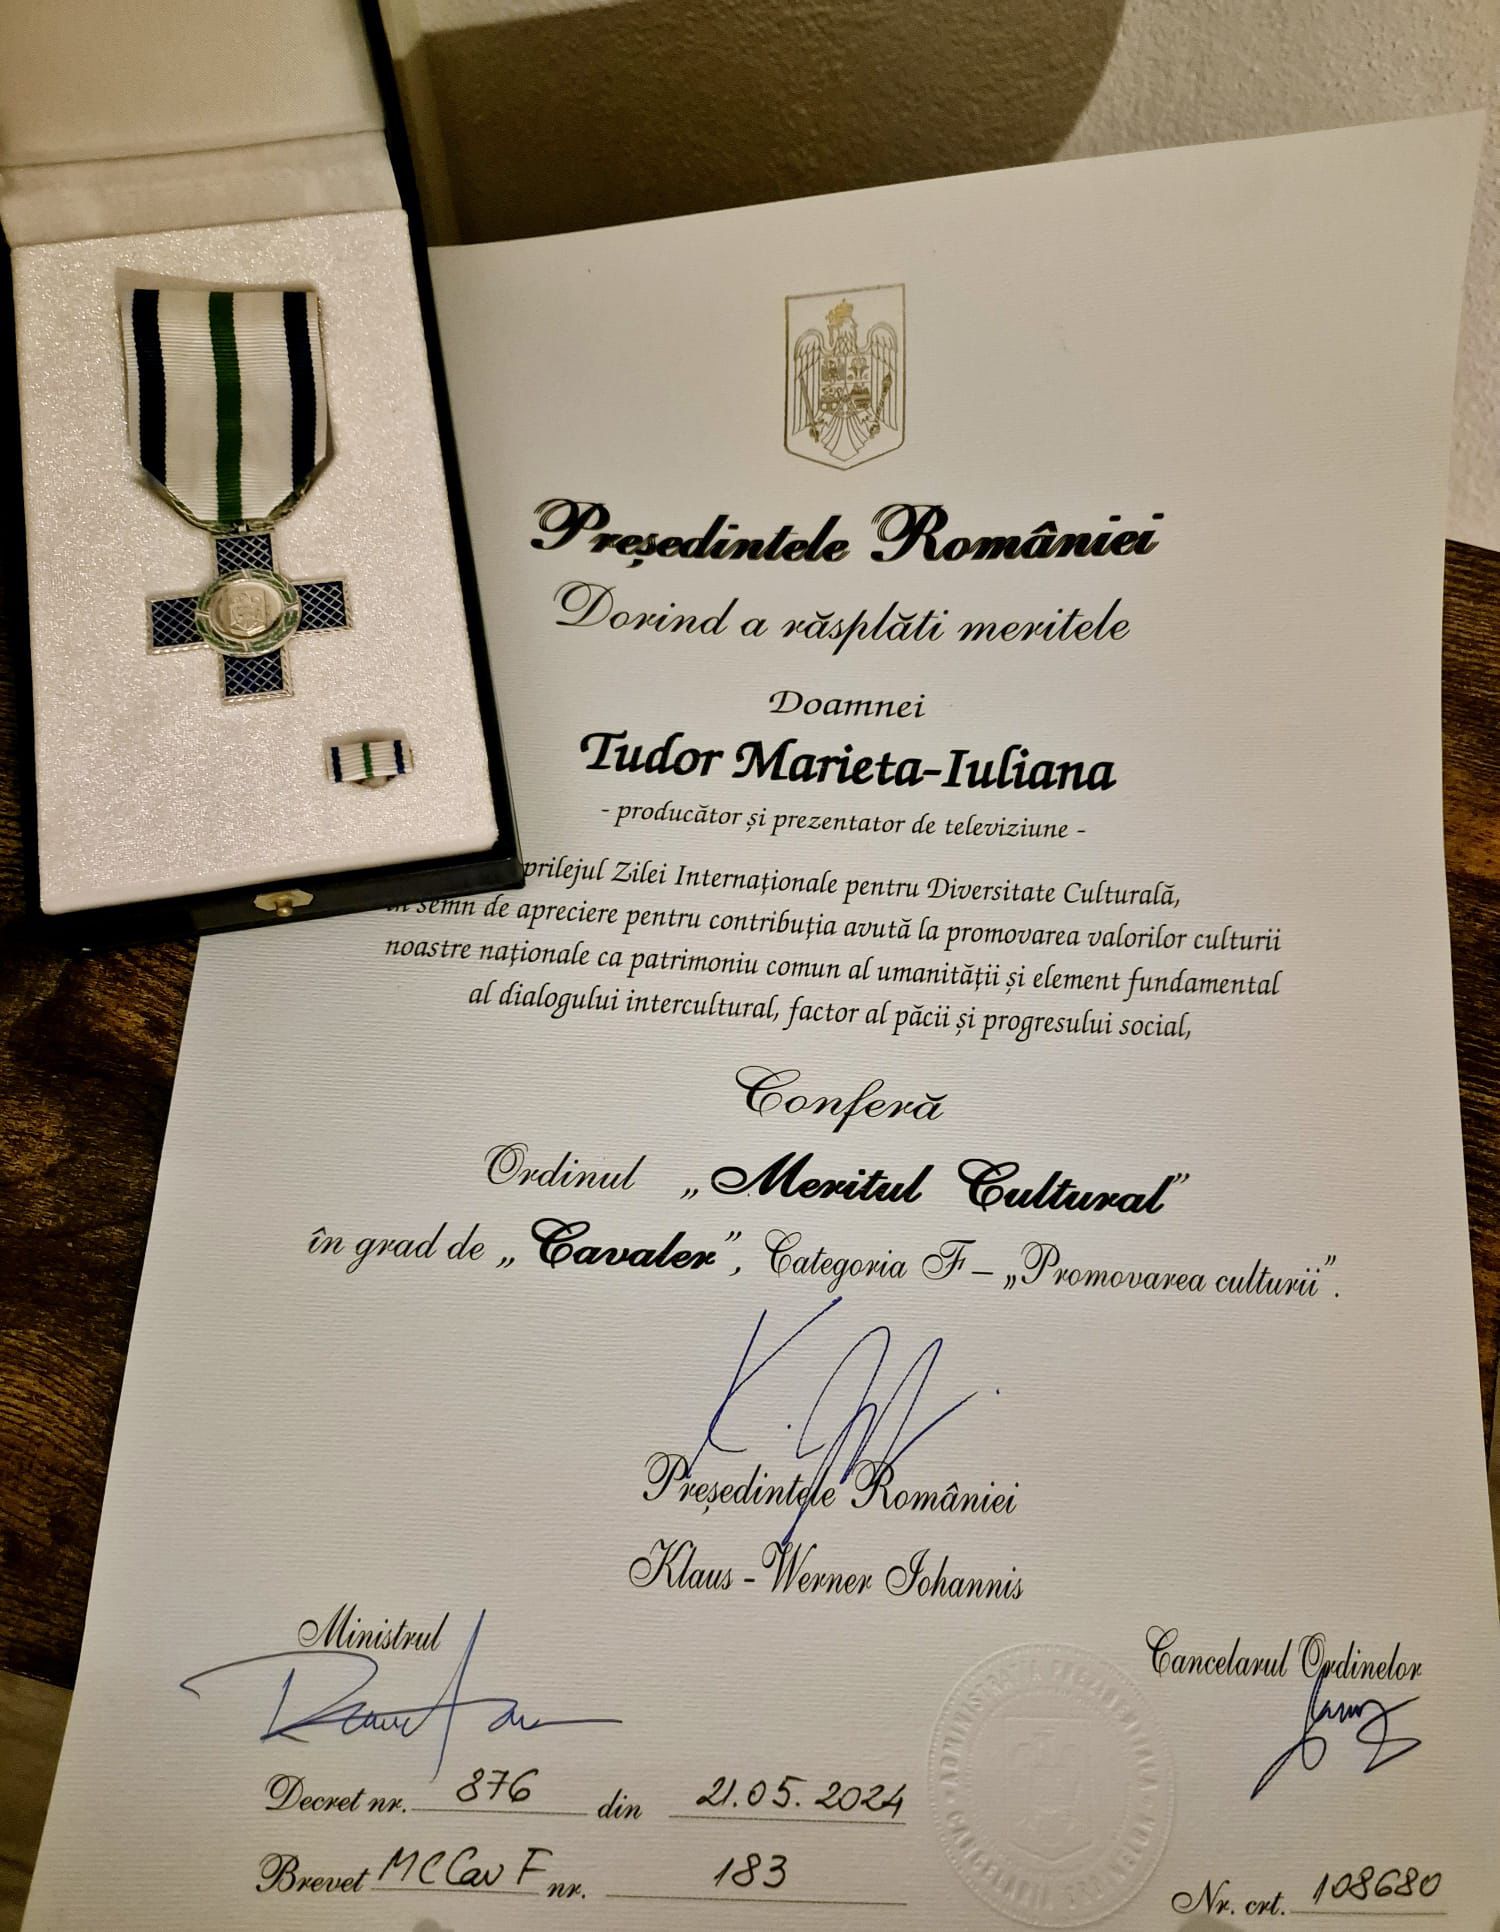 Președintele României
Dorind a răsplăti meritele
Doamnei
Tudor Marieta-Iuliana
- producător și prezentator de televiziune -
prilejul Zilei Internaționale pentru Diversitate Culturală,
semn de apreciere pentru contribuția avută la promovarea valorilor culturii
noastre naționale ca patrimoniu comun al umanității și element fundamental
al dialogului intercultural, factor al păcii și progresului social,
Conferă
Ordinul „Meritul Cultural”
în grad de „Cavaler”, Categoria F – „Promovarea culturii”.
Președintele României
Klaus - Werner Iohannis
Ministrul
Cancelarul Ordinelor
Decret nr. 876 din 21.05.2024
Brevet MC Cav F nr. 183
Nr. crt. 108680
ADMINISTRAȚIA PREZIDENȚIALĂ
CANCELARIA ORDINELOR